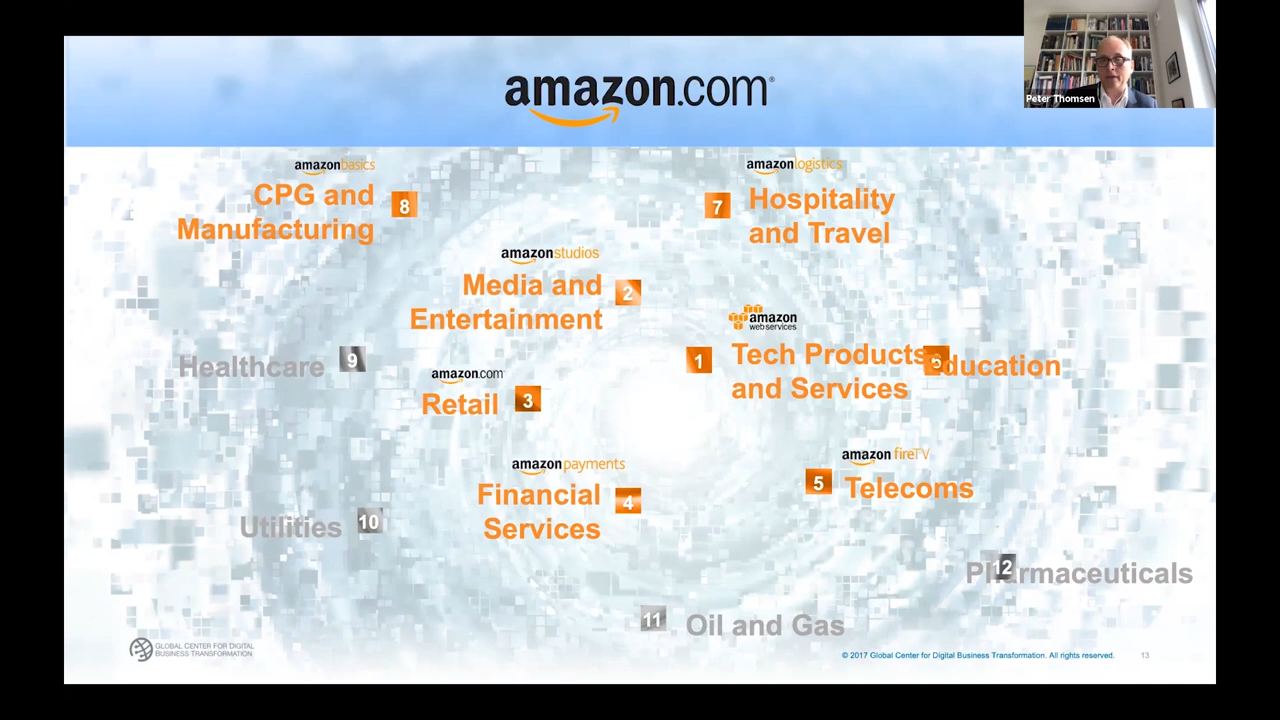 amazon.com
Peter Thomsen
amazonbasics
CPG and
Manufacturing
8
amazonlogistics
7
Hospitality
and Travel
amazonstudios
Media and
Entertainment
2
amazon
webservices
1
Tech Products
and Services
Education
Healthcare
9
amazon.com
Retail
3
amazonpayments
Financial
Services
4
amazon fireTV
5
Telecoms
Utilities
10
12
Pharmaceuticals
11
Oil and Gas
GLOBAL CENTER FOR DIGITAL
BUSINESS TRANSFORMATION
© 2017 Global Center for Digital Business Transformation. All rights reserved.
13